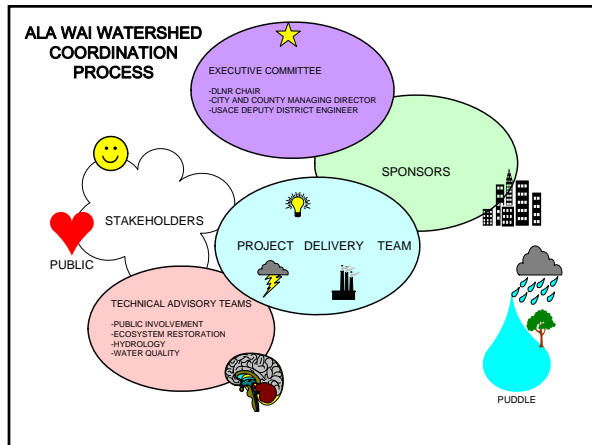 ALA WAI WATERSHED
COORDINATION
PROCESS
EXECUTIVE COMMITTEE
-DLNR CHAIR
-CITY AND COUNTY MANAGING DIRECTOR
-USACE DEPUTY DISTRICT ENGINEER
SPONSORS
STAKEHOLDERS
PUBLIC
PROJECT DELIVERY TEAM
TECHNICAL ADVISORY TEAMS
-PUBLIC INVOLVEMENT
-ECOSYSTEM RESTORATION
-HYDROLOGY
-WATER QUALITY
PUDDLE